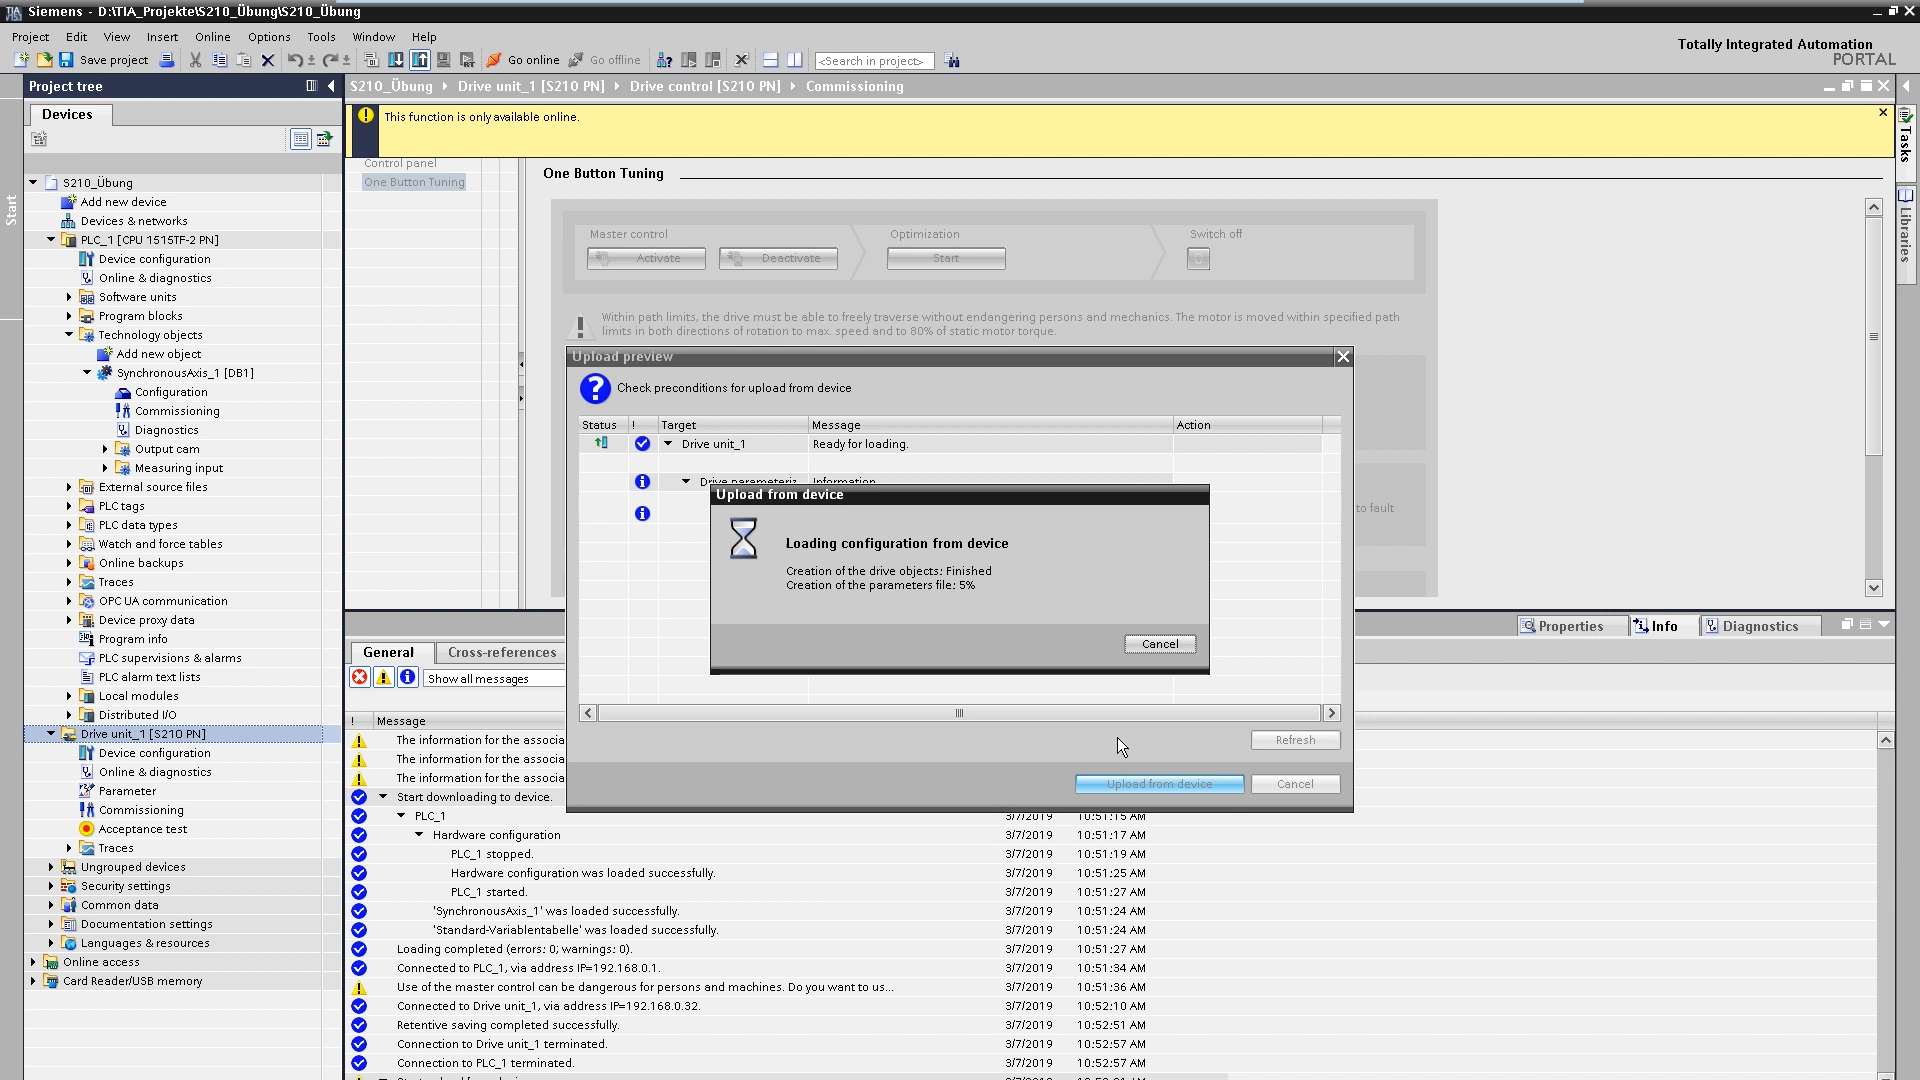 Siemens - D:\TIA_Projekte\S210_Übung\S210_Übung
Project Edit View Insert Online Options Tools Window Help
Totally Integrated Automation
PORTAL
Save project
Go online
Go offline
<Search in project>
Project tree
S210_Übung Drive unit_1 [S210 PN] Drive control [S210 PN] Commissioning
Devices
Start
S210_Übung
Add new device
Devices & networks
PLC_1 [CPU 1515TF-2 PN]
Device configuration
Online & diagnostics
Software units
Program blocks
Technology objects
Add new object
SynchronousAxis_1 [DB1]
Configuration
Commissioning
Diagnostics
Output cam
Measuring input
External source files
PLC tags
PLC data types
Watch and force tables
Online backups
Traces
OPC UA communication
Device proxy data
Program info
PLC supervisions & alarms
PLC alarm text lists
Local modules
Distributed I/O
Drive unit_1 [S210 PN]
Device configuration
Online & diagnostics
Parameter
Commissioning
Acceptance test
Traces
Ungrouped devices
Security settings
Common data
Documentation settings
Languages & resources
Online access
Card Reader/USB memory
This function is only available online.
Control panel
One Button Tuning
One Button Tuning
Master control
Activate
Deactivate
Optimization
Start
Switch off
Within path limits, the drive must be able to freely traverse without endangering persons and mechanics. The motor is moved within specified path
limits in both directions of rotation to max. speed and to 80% of static motor torque.
to fault
Upload preview
Check preconditions for upload from device
Status ! Target Message Action
Drive unit_1 Ready for loading.
Drive parameteriz... Information
Upload from device
Loading configuration from device
Creation of the drive objects: Finished
Creation of the parameters file: 5%
Cancel
Refresh
Upload from device
Cancel
Tasks
Libraries
Properties
Info
Diagnostics
General
Cross-references
Show all messages
! Message
The information for the associa
The information for the associa
The information for the associa
Start downloading to device.
PLC_1 3/7/2019 10:51:15 AM
Hardware configuration 3/7/2019 10:51:17 AM
PLC_1 stopped. 3/7/2019 10:51:19 AM
Hardware configuration was loaded successfully. 3/7/2019 10:51:25 AM
PLC_1 started. 3/7/2019 10:51:27 AM
'SynchronousAxis_1' was loaded successfully. 3/7/2019 10:51:24 AM
'Standard-Variablentabelle' was loaded successfully. 3/7/2019 10:51:24 AM
Loading completed (errors: 0; warnings: 0). 3/7/2019 10:51:27 AM
Connected to PLC_1, via address IP=192.168.0.1. 3/7/2019 10:51:34 AM
Use of the master control can be dangerous for persons and machines. Do you want to us... 3/7/2019 10:51:36 AM
Connected to Drive unit_1, via address IP=192.168.0.32. 3/7/2019 10:52:10 AM
Retentive saving completed successfully. 3/7/2019 10:52:51 AM
Connection to Drive unit_1 terminated. 3/7/2019 10:52:57 AM
Connection to PLC_1 terminated. 3/7/2019 10:52:57 AM